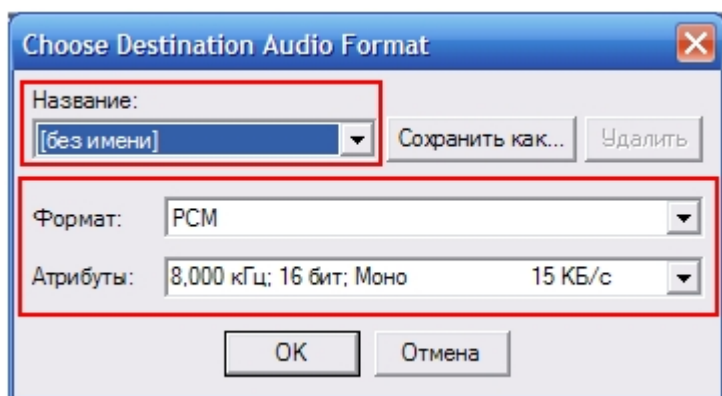 Choose Destination Audio Format
Название:
[без имени] Сохранить как... Удалить
Формат: PCM
Атрибуты: 8,000 кГц; 16 бит; Моно 15 КБ/с
OK Отмена